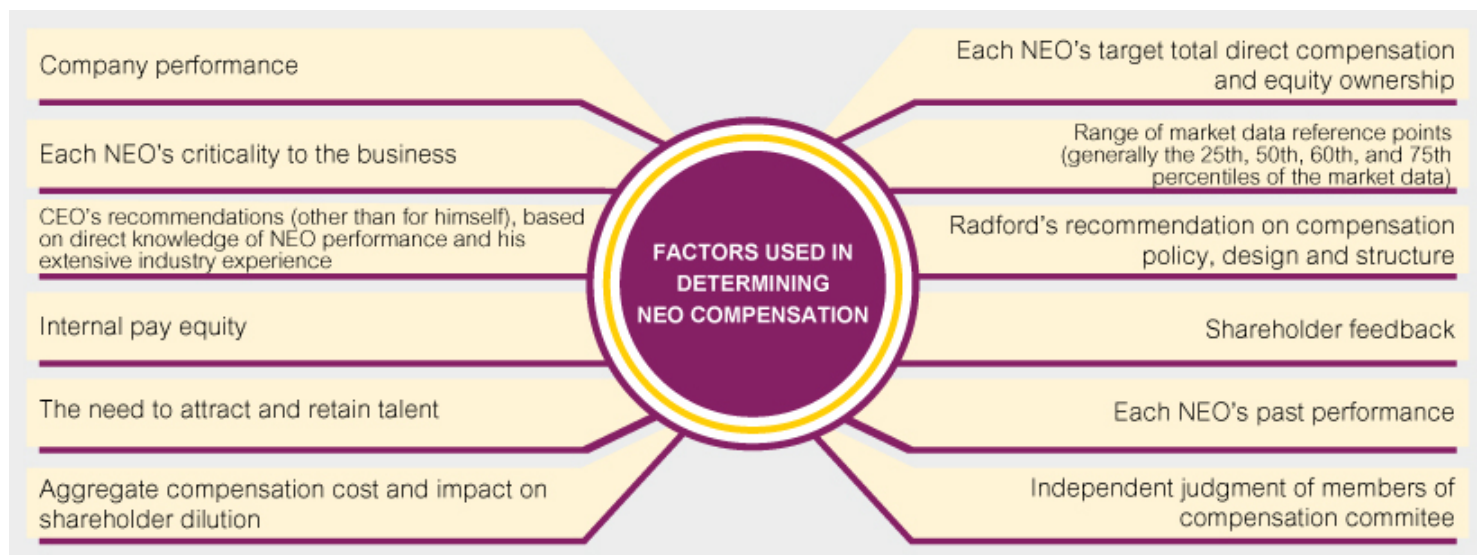 Company performance
Each NEO's criticality to the business
CEO's recommendations (other than for himself), based
on direct knowledge of NEO performance and his
extensive industry experience
Internal pay equity
The need to attract and retain talent
Aggregate compensation cost and impact on
shareholder dilution
FACTORS USED IN
DETERMINING
NEO COMPENSATION
Each NEO's target total direct compensation
and equity ownership
Range of market data reference points
(generally the 25th, 50th, 60th, and 75th
percentiles of the market data)
Radford's recommendation on compensation
policy, design and structure
Shareholder feedback
Each NEO's past performance
Independent judgment of members of
compensation commitee